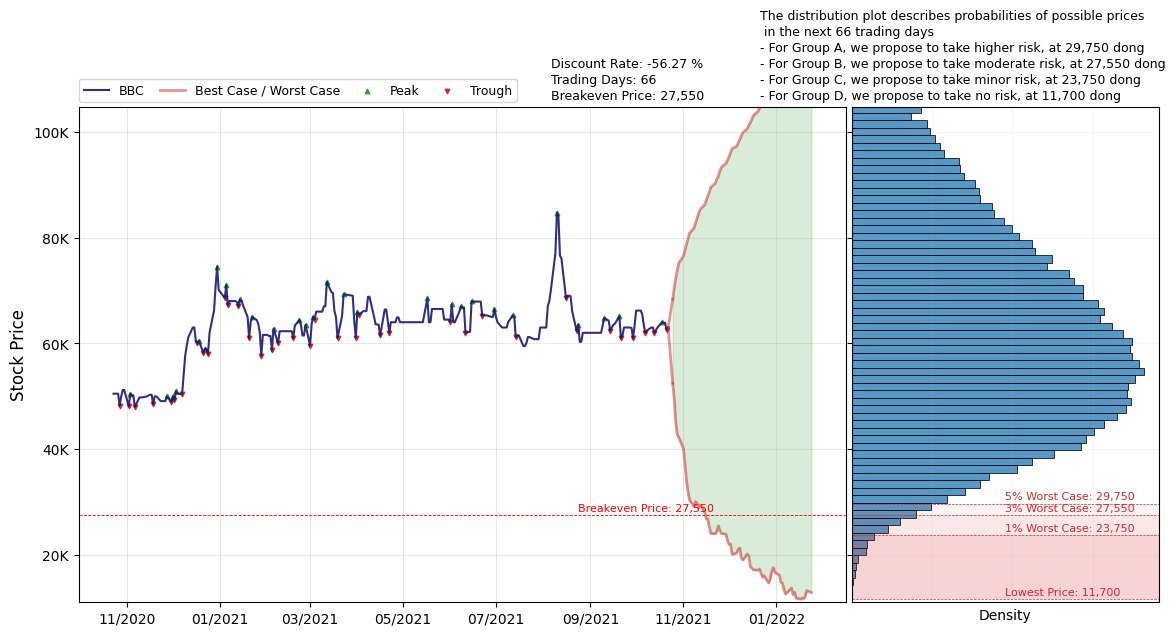 The distribution plot describes probabilities of possible prices
in the next 66 trading days
- For Group A, we propose to take higher risk, at 29,750 dong
- For Group B, we propose to take moderate risk, at 27,550 dong
- For Group C, we propose to take minor risk, at 23,750 dong
- For Group D, we propose to take no risk, at 11,700 dong
Discount Rate: -56.27 %
Trading Days: 66
Breakeven Price: 27,550
BBC
Best Case / Worst Case
Peak
Trough
Stock Price
100K
80K
60K
40K
20K
Breakeven Price: 27,550
5% Worst Case: 29,750
3% Worst Case: 27,550
1% Worst Case: 23,750
Lowest Price: 11,700
11/2020
01/2021
03/2021
05/2021
07/2021
09/2021
11/2021
01/2022
Density